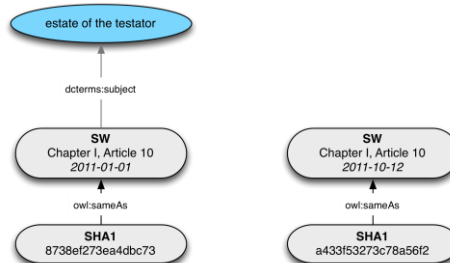 estate of the testator
dcterms:subject
SW
Chapter I, Article 10
2011-01-01
owl:sameAs
SHA1
8738ef273ea4dbc73
SW
Chapter I, Article 10
2011-10-12
owl:sameAs
SHA1
a433f53273c78a56f2